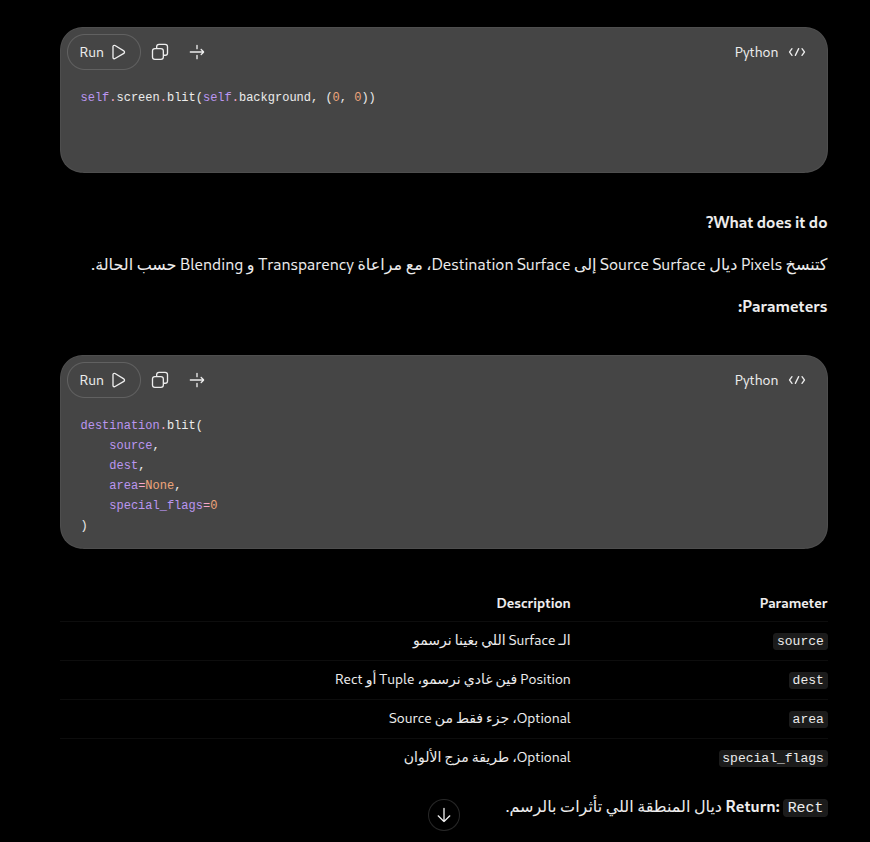 Run
Python
self.screen.blit(self.background, (0, 0))
What does it do?
كتنسخ Pixels ديال Source Surface إلى Destination Surface، مع مراعاة Transparency و Blending حسب الحالة.
Parameters:
Run
Python
destination.blit(
    source,
    dest,
    area=None,
    special_flags=0
)
Parameter Description
source الـ Surface اللي بغينا نرسمو
dest Position فين غادي نرسمو، Tuple أو Rect
area Optional، جزء فقط من Source
special_flags Optional، طريقة مزج الألوان
Return: Rect ديال المنطقة اللي تأثرات بالرسم.